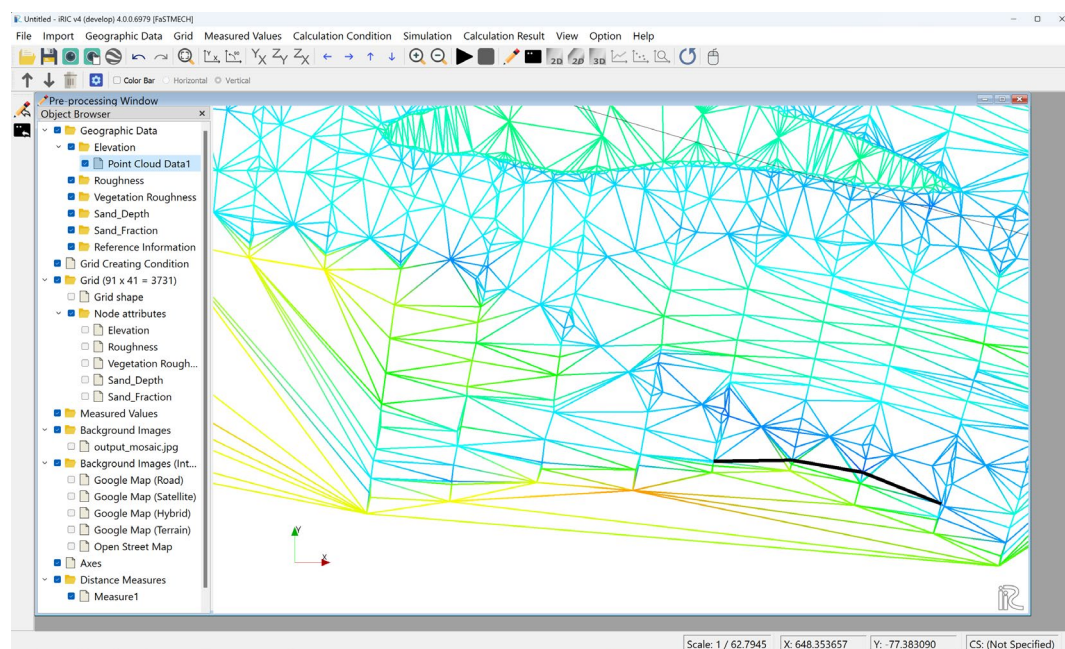 Untitled - iRIC v4 (develop) 4.0.0.6979 [FaSTMECH]
File Import Geographic Data Grid Measured Values Calculation Condition Simulation Calculation Result View Option Help
Color Bar Horizontal Vertical
Pre-processing Window
Object Browser
Geographic Data
Elevation
Point Cloud Data1
Roughness
Vegetation Roughness
Sand_Depth
Sand_Fraction
Reference Information
Grid Creating Condition
Grid (91 x 41 = 3731)
Grid shape
Node attributes
Elevation
Roughness
Vegetation Rough...
Sand_Depth
Sand_Fraction
Measured Values
Background Images
output_mosaic.jpg
Background Images (Int...
Google Map (Road)
Google Map (Satellite)
Google Map (Hybrid)
Google Map (Terrain)
Open Street Map
Axes
Distance Measures
Measure1
Y
X
iRIC
Scale: 1 / 62.7945 X: 648.353657 Y: -77.383090 CS: (Not Specified)